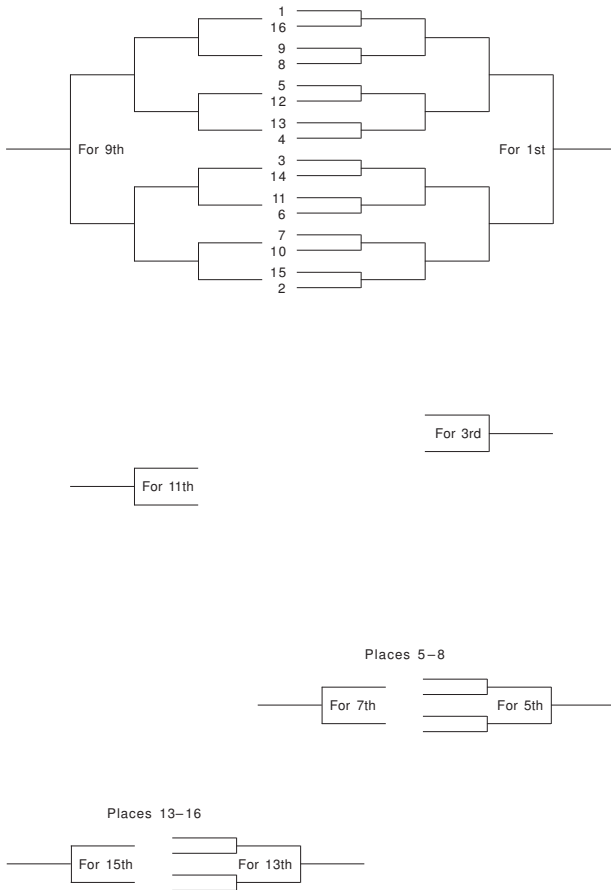 1
16
9
8
5
12
13
4
For 9th
For 1st
3
14
11
6
7
10
15
2
For 3rd
For 11th
Places 5–8
For 7th
For 5th
Places 13–16
For 15th
For 13th